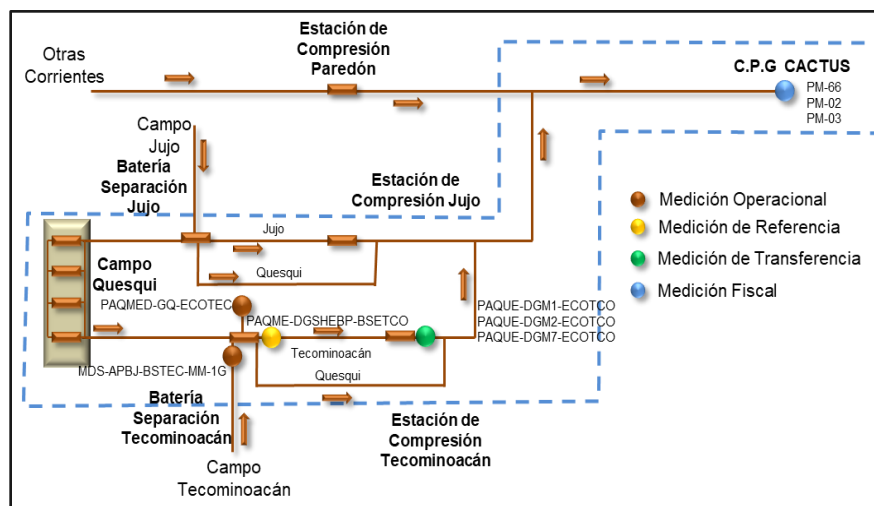 Otras
Corrientes
Estación de
Compresión
Paredón
C.P.G CACTUS
PM-66
PM-02
PM-03
Campo
Jujo
Batería
Separación
Jujo
Estación de
Compresión Jujo
Medición Operacional
Medición de Referencia
Medición de Transferencia
Medición Fiscal
Jujo
Campo
Quesqui
Quesqui
PAQMED-GQ-ECOTEC
PAQME-DGSHEBP-BSETCO
PAQUE-DGM1-ECOTCO
PAQUE-DGM2-ECOTCO
PAQUE-DGM7-ECOTCO
Tecominoacán
MDS-APBJ-BSTEC-MM-1G
Quesqui
Batería
Separación
Tecominoacán
Estación de
Compresión
Tecominoacán
Campo
Tecominoacán